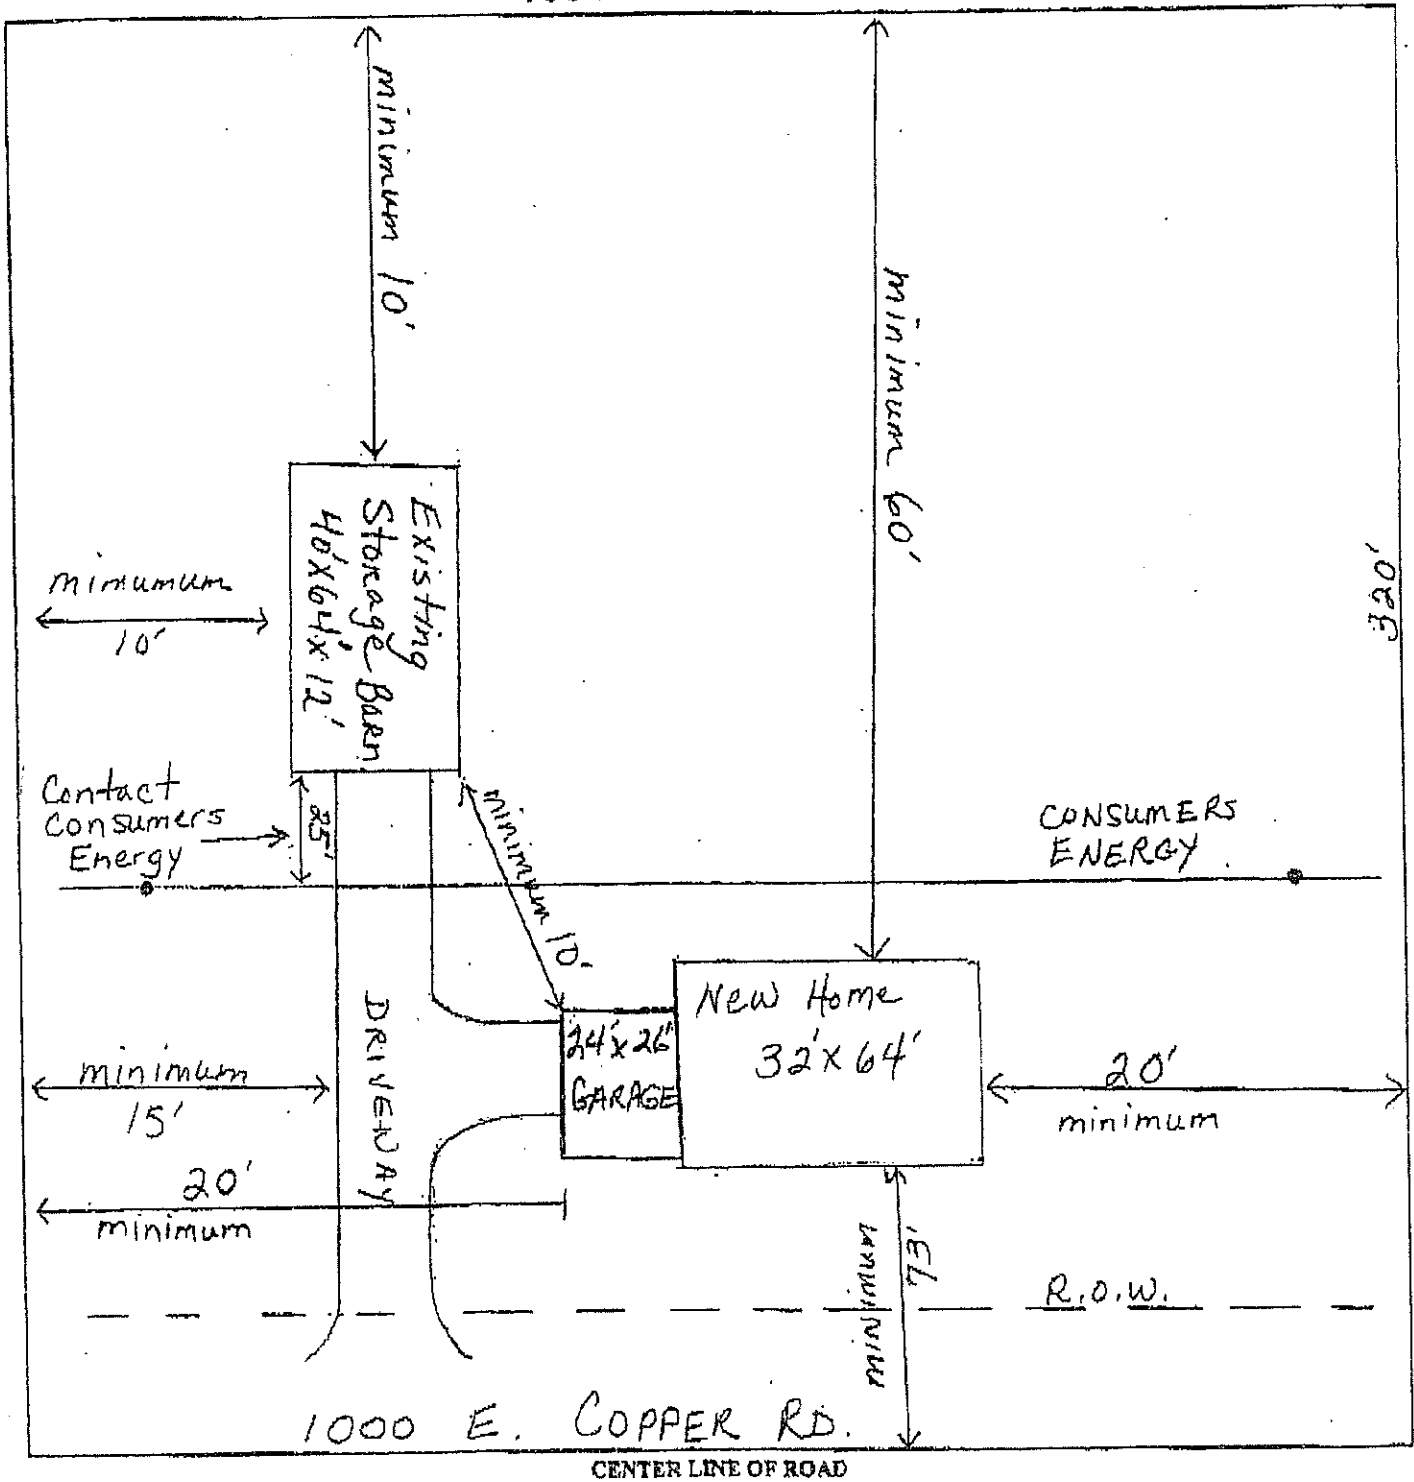 minimum 10'
minimum 60'
320'
Existing
Storage Barn
40'x64'x12'
mimumum
10'
Contact
Consumers
Energy
25'
minimum 10.
CONSUMERS
ENERGY
DRIVEWAY
24'x26'
GARAGE
New Home
32'x64'
minimum
15'
20'
minimum
20'
minimum
minimum
73'
R.O.W.
1000 E. COPPER RD.
CENTER LINE OF ROAD